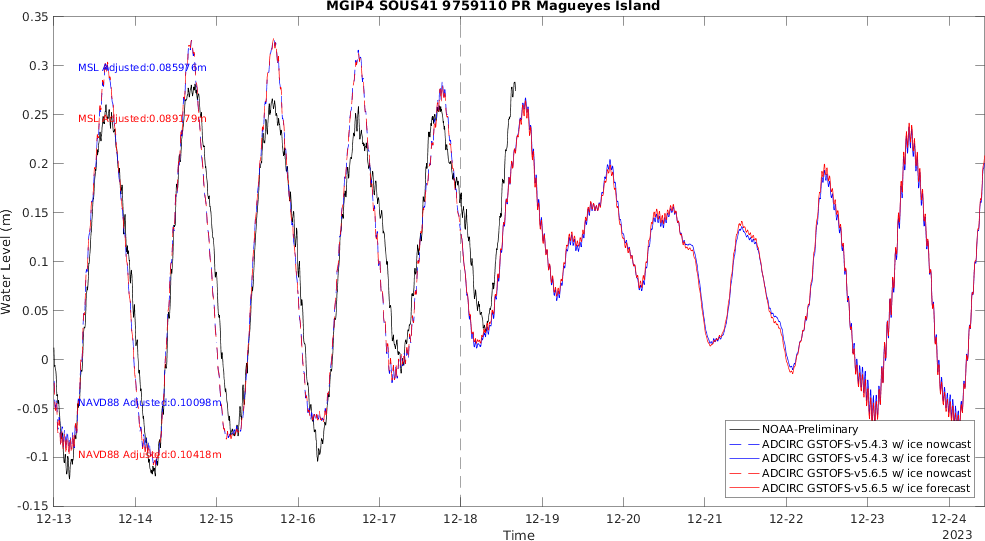 MGIP4 SOUS41 9759110 PR Magueyes Island
0.35
0.3
0.25
0.2
0.15
0.1
0.05
0
-0.05
-0.1
-0.15
Water Level (m)
MSL Adjusted:0.085976m
MSL Adjusted:0.089179m
NAVD88 Adjusted:0.10098m
NAVD88 Adjusted:0.10418m
NOAA-Preliminary
ADCIRC GSTOFS-v5.4.3 w/ ice nowcast
ADCIRC GSTOFS-v5.4.3 w/ ice forecast
ADCIRC GSTOFS-v5.6.5 w/ ice nowcast
ADCIRC GSTOFS-v5.6.5 w/ ice forecast
12-13 12-14 12-15 12-16 12-17 12-18 12-19 12-20 12-21 12-22 12-23 12-24
Time
2023